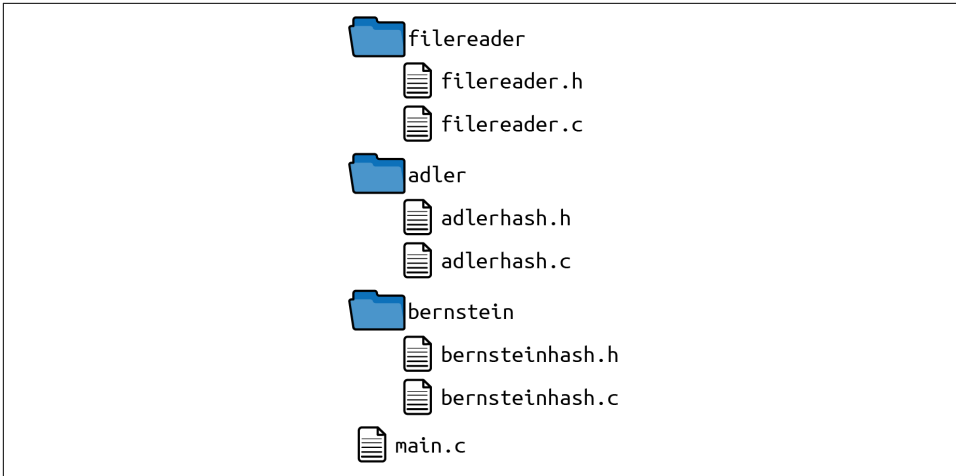 filereader
filereader.h
filereader.c
adler
adlerhash.h
adlerhash.c
bernstein
bernsteinhash.h
bernsteinhash.c
main.c